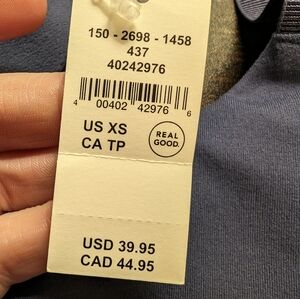 150 - 2698 - 1458
437
40242976
4 00402 42976 6
US XS
CA TP
REAL
GOOD.
USD 39.95
CAD 44.95